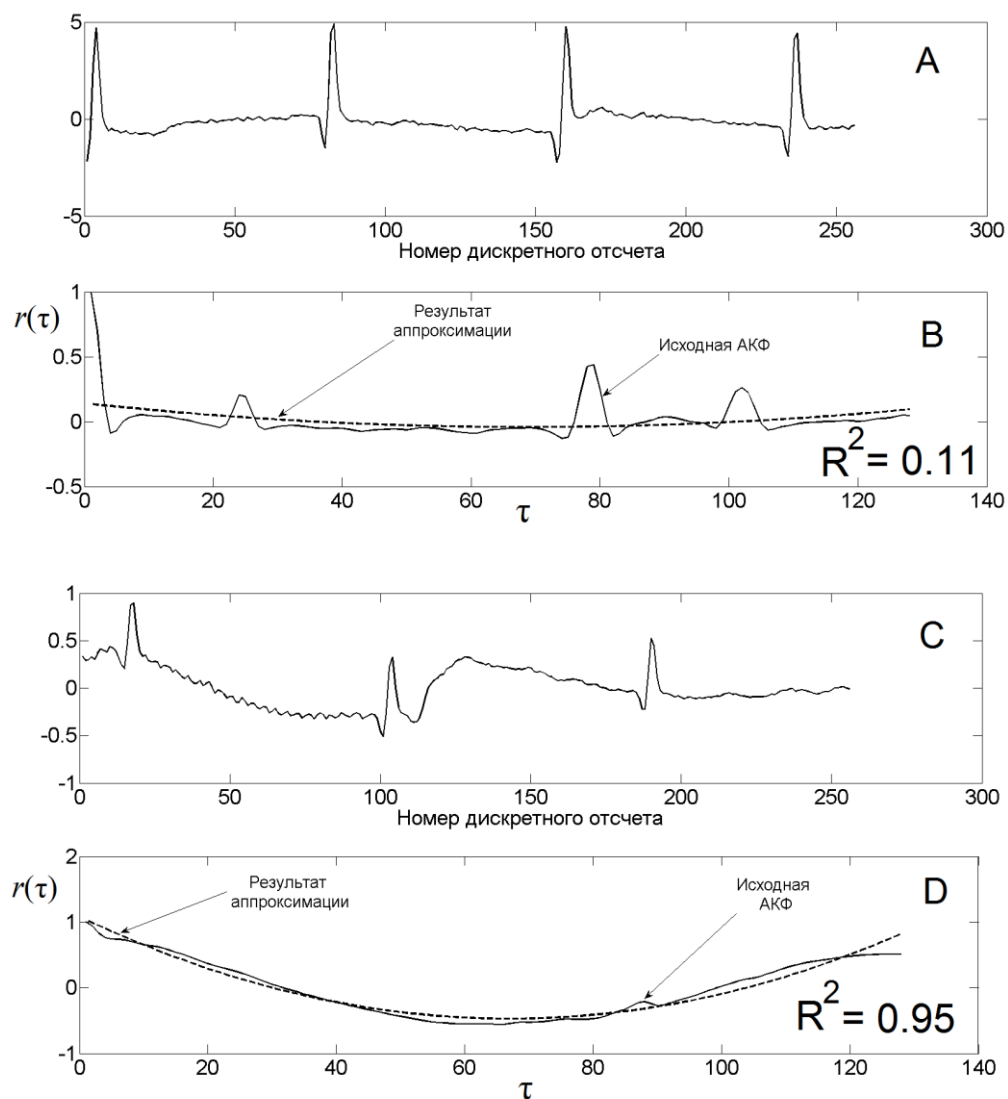 5
0
-5
0
50
100
150
200
250
300
Номер дискретного отсчета
A
r(τ)
1
0.5
0
-0.5
0
20
40
60
80
100
120
140
τ
Результат
аппроксимации
Исходная АКФ
B
R² = 0.11
1
0.5
0
-0.5
-1
0
50
100
150
200
250
300
Номер дискретного отсчета
C
r(τ)
2
1
0
-1
0
20
40
60
80
100
120
140
τ
Результат
аппроксимации
Исходная
АКФ
D
R² = 0.95